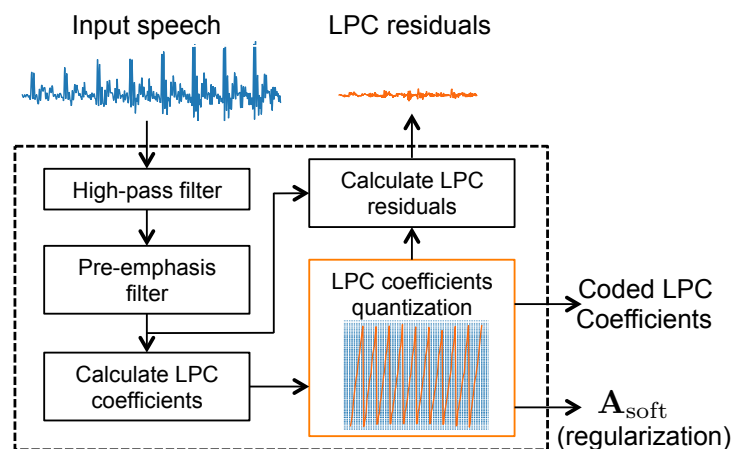 Input speech
LPC residuals
High-pass filter
Pre-emphasis
filter
Calculate LPC
coefficients
Calculate LPC
residuals
LPC coefficients
quantization
Coded LPC
Coefficients
A_soft
(regularization)